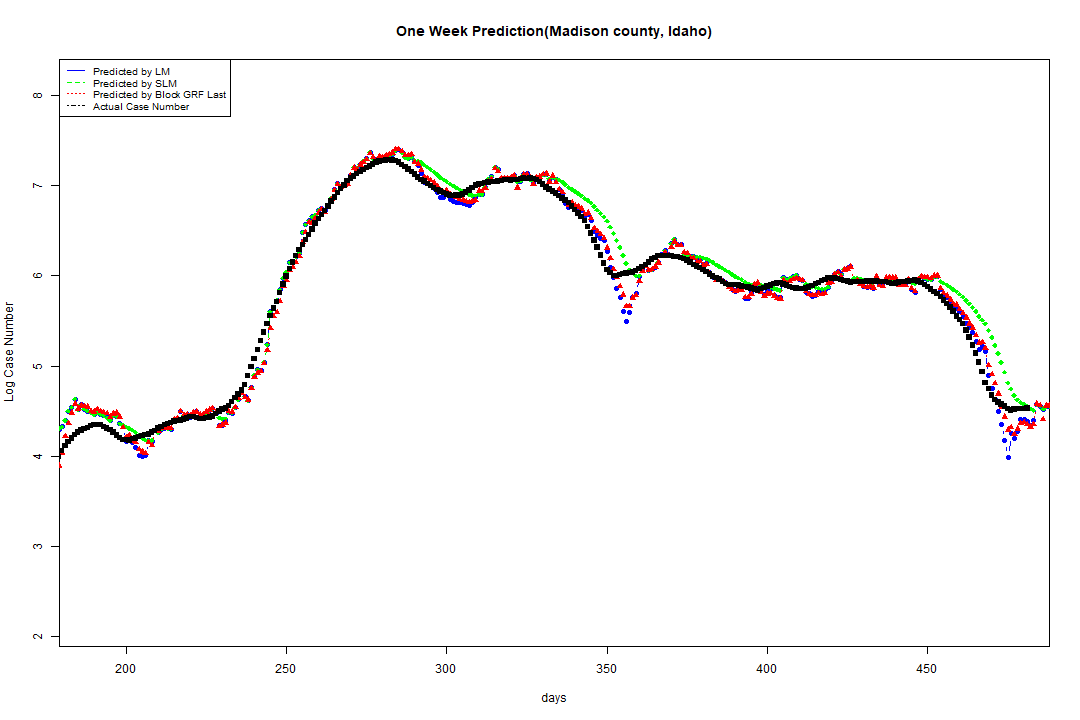 One Week Prediction(Madison county, Idaho)
Predicted by LM
Predicted by SLM
Predicted by Block GRF Last
Actual Case Number
8
7
6
5
4
3
2
Log Case Number
200 250 300 350 400 450
days